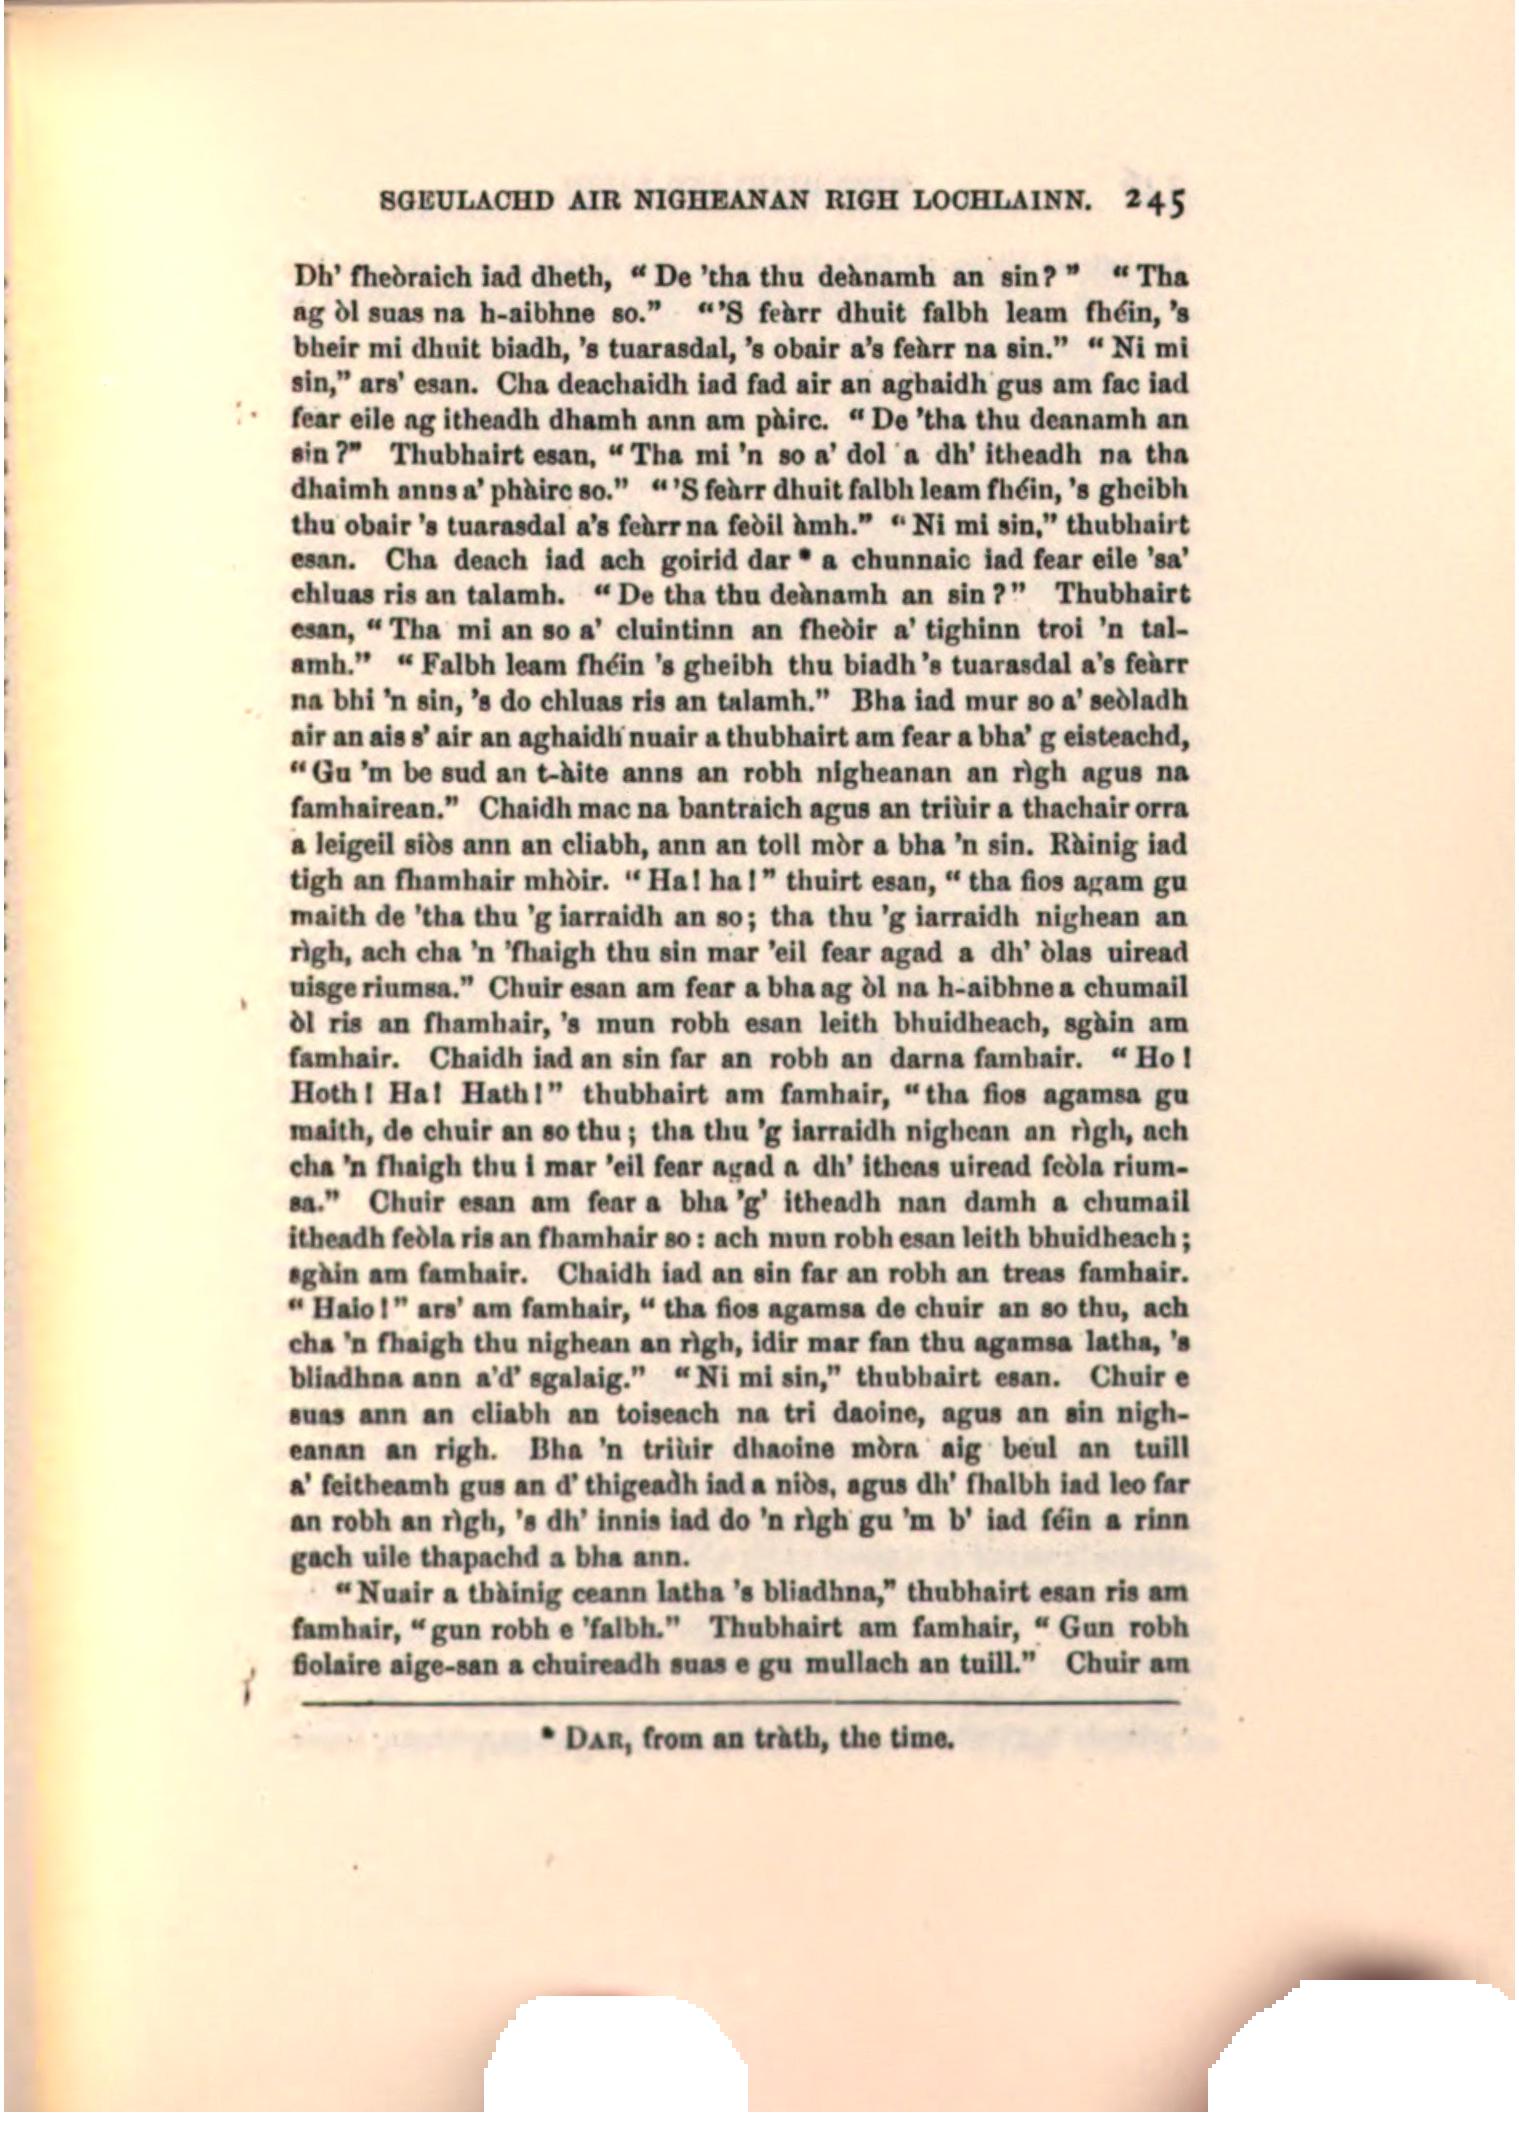 SGEULACHD AIR NIGHEANAN RIGH LOCHLAINN. 245
Dh' fheòraich iad dheth, “De 'tha thu deànamh an sin?” “Tha
ag òl suas na h-aibhne so.” “'S feàrr dhuit falbh leam fhéin, 's
bheir mi dhuit biadh, 's tuarasdal, 's obair a's feàrr na sin.” “Ni mi
sin,” ars' esan. Cha deachaidh iad fad air an aghaidh gus am fac iad
fear eile ag itheadh dhamh ann am pàirc. “De 'tha thu deanamh an
sin?” Thubhairt esan, “Tha mi 'n so a' dol a dh' itheadh na tha
dhaimh anns a' phàirc so.” “'S feàrr dhuit falbh leam fhéin, 's gheibh
thu obair 's tuarasdal a's feàrr na feòil àmh.” “Ni mi sin,” thubhairt
esan. Cha deach iad ach goirid dar * a chunnaic iad fear eile 'sa'
chluas ris an talamh. “De tha thu deànamh an sin?” Thubhairt
esan, “Tha mi an so a' cluintinn an fheòir a' tighinn troi 'n tal-
amh.” “Falbh leam fhéin 's gheibh thu biadh 's tuarasdal a's feàrr
na bhi 'n sin, 's do chluas ris an talamh.” Bha iad mur so a' seòladh
air an ais s' air an aghaidh nuair a thubhairt am fear a bha' g eisteachd,
“Gu 'm be sud an t-àite anns an robh nigheanan an rìgh agus na
famhairean.” Chaidh mac na bantraich agus an triùir a thachair orra
a leigeil siòs ann an cliabh, ann an toll mòr a bha 'n sin. Ràinig iad
tigh an fhamhair mhòir. “Ha! ha!” thuirt esan, “tha fios agam gu
maith de 'tha thu 'g iarraidh an so; tha thu 'g iarraidh nighean an
rìgh, ach cha 'n 'fhaigh thu sin mar 'eil fear agad a dh' òlas uiread
uisge riumsa.” Chuir esan am fear a bha ag òl na h-aibhne a chumail
òl ris an fhamhair, 's mun robh esan leith bhuidheach, sgàin am
famhair. Chaidh iad an sin far an robh an darna famhair. “Ho!
Hoth! Ha! Hath!” thubhairt am famhair, “tha fios agamsa gu
maith, de chuir an so thu; tha thu 'g iarraidh nighean an rìgh, ach
cha 'n fhaigh thu i mar 'eil fear agad a dh' itheas uiread feòla rium-
sa.” Chuir esan am fear a bha 'g' itheadh nan damh a chumail
itheadh feòla ris an fhamhair so: ach mun robh esan leith bhuidheach;
sgàin am famhair. Chaidh iad an sin far an robh an treas famhair.
“Haio!” ars' am famhair, “tha fios agamsa de chuir an so thu, ach
cha 'n fhaigh thu nighean an rìgh, idir mar fan thu agamsa latha, 's
bliadhna ann a'd' sgalaig.” “Ni mi sin,” thubhairt esan. Chuir e
suas ann an cliabh an toiseach na tri daoine, agus an sin nigh-
eanan an righ. Bha 'n triùir dhaoine mòra aig beul an tuill
a' feitheamh gus an d' thigeadh iad a niòs, agus dh' fhalbh iad leo far
an robh an rìgh, 's dh' innis iad do 'n rìgh gu 'm b' iad féin a rinn
gach uile thapachd a bha ann.
“Nuair a thàinig ceann latha 's bliadhna,” thubhairt esan ris am
famhair, “gun robh e 'falbh.” Thubhairt am famhair, “Gun robh
fiolaire aige-san a chuireadh suas e gu mullach an tuill.” Chuir am
* DAR, from an tràth, the time.